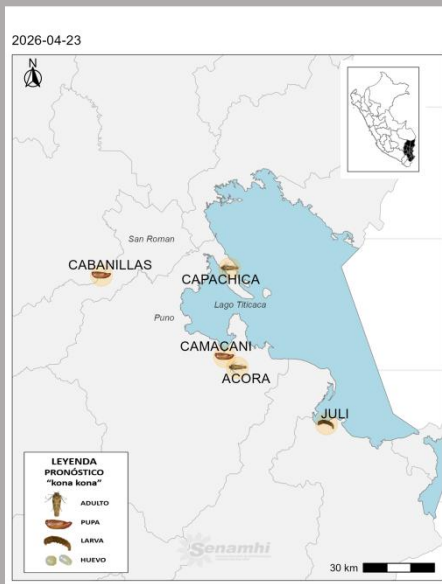 2026-04-23
N
San Roman
CABANILLAS
CAPACHICA
Lago Titicaca
Puno
CAMACANI
ACORA
JULI
LEYENDA
PRONÓSTICO
"kona kona"
ADULTO
PUPA
LARVA
HUEVO
Senamhi
30 km